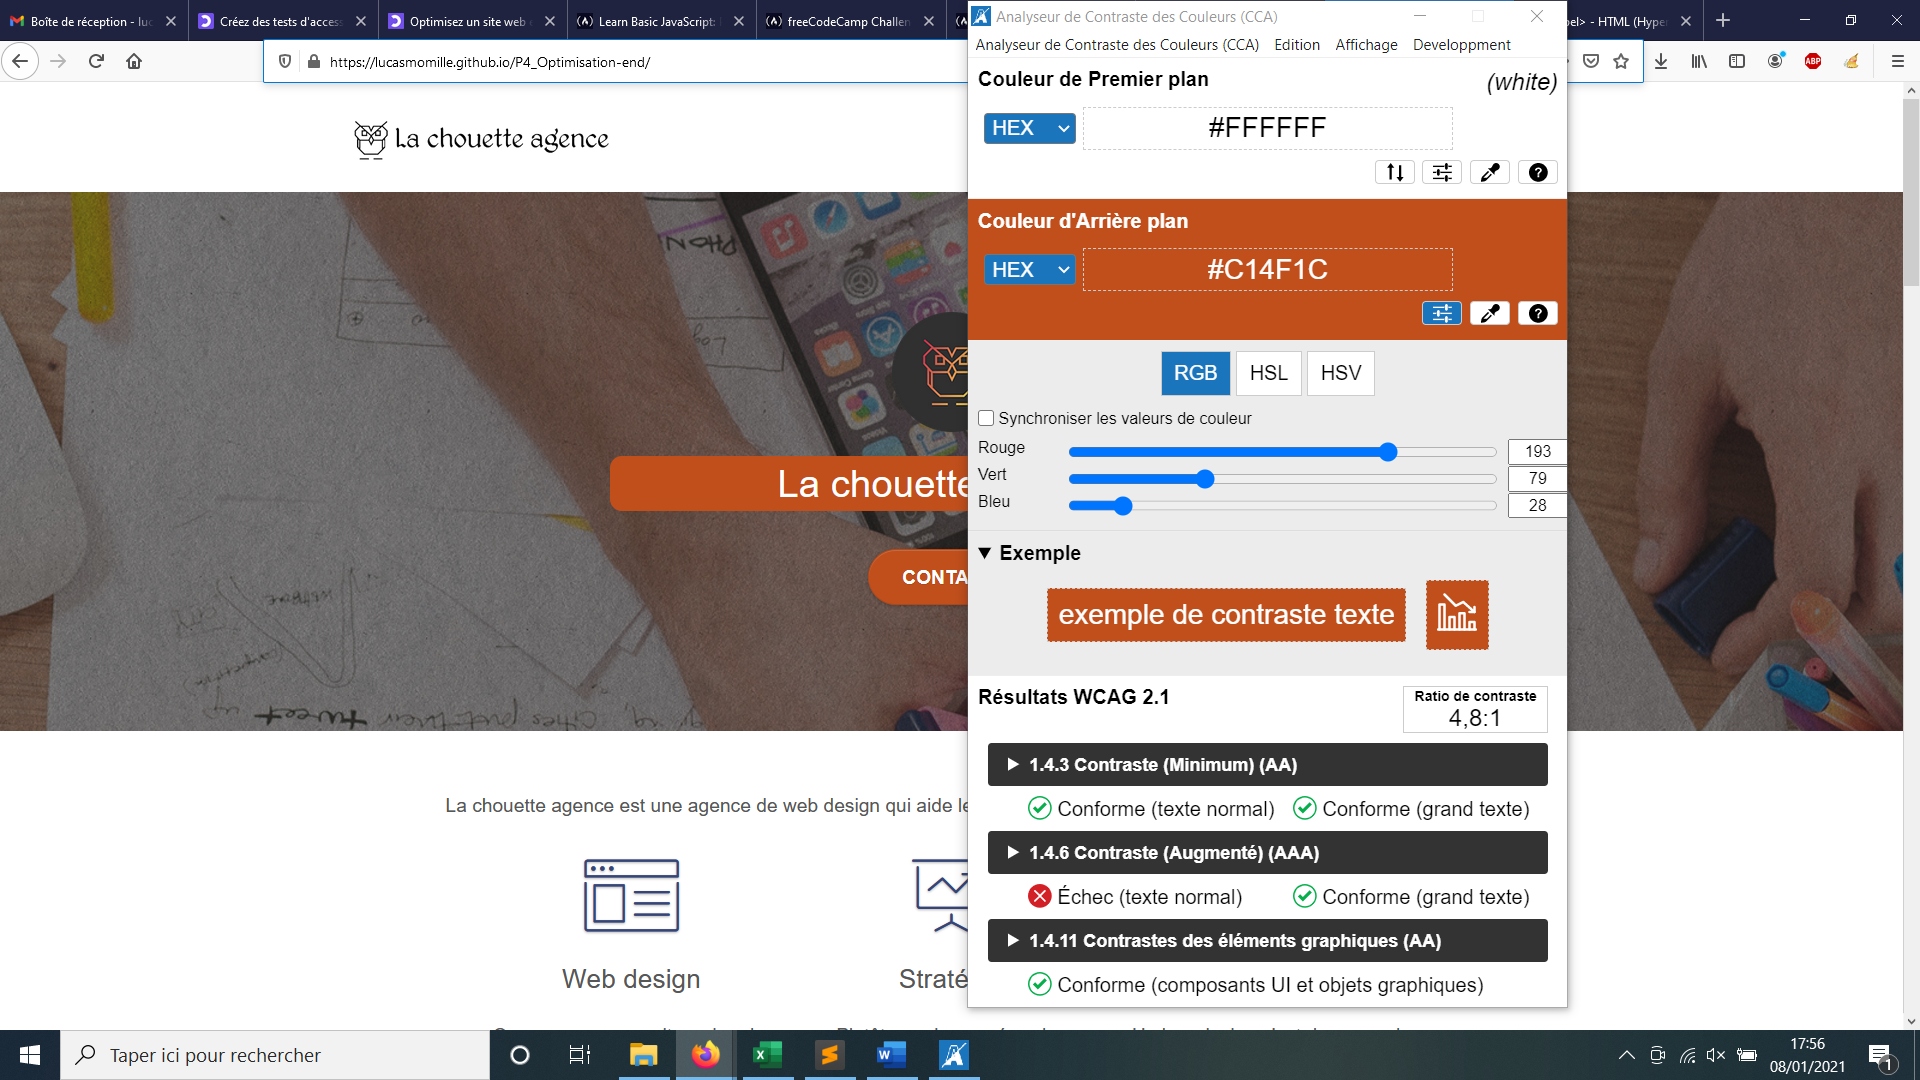 Boîte de réception - luc
Créez des tests d'access
Optimisez un site web e
Learn Basic JavaScript: i
freeCodeCamp Challen
bel> - HTML (Hyper
https://lucasmomille.github.io/P4_Optimisation-end/
ABP
La chouette agence
La chouette
CONTA
La chouette agence est une agence de web design qui aide le
Web design
Straté
Analyseur de Contraste des Couleurs (CCA)
Analyseur de Contraste des Couleurs (CCA) Edition Affichage Developpment
Couleur de Premier plan
(white)
HEX
#FFFFFF
Couleur d'Arrière plan
HEX
#C14F1C
RGB HSL HSV
Synchroniser les valeurs de couleur
Rouge 193
Vert 79
Bleu 28
▼ Exemple
exemple de contraste texte
Résultats WCAG 2.1
Ratio de contraste
4,8:1
1.4.3 Contraste (Minimum) (AA)
Conforme (texte normal) Conforme (grand texte)
1.4.6 Contraste (Augmenté) (AAA)
Échec (texte normal) Conforme (grand texte)
1.4.11 Contrastes des éléments graphiques (AA)
Conforme (composants UI et objets graphiques)
Taper ici pour rechercher
17:56
08/01/2021
1